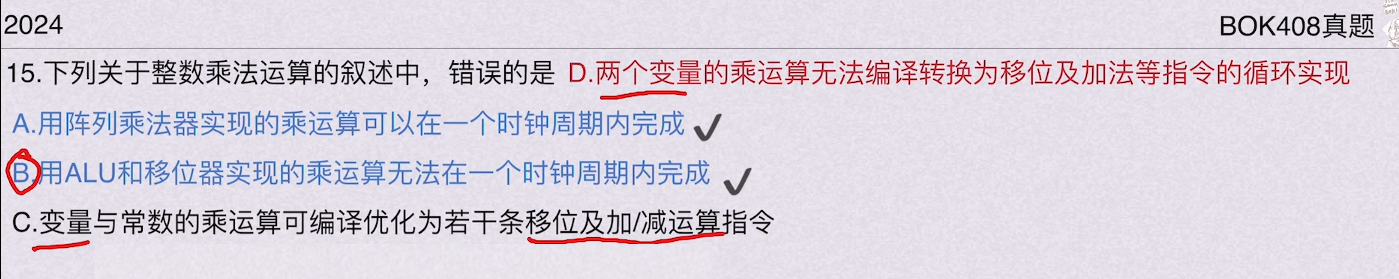 2024 BOK408真题
15.下列关于整数乘法运算的叙述中，错误的是 D.两个变量的乘运算无法编译转换为移位及加法等指令的循环实现
A.用阵列乘法器实现的乘运算可以在一个时钟周期内完成
B.用ALU和移位器实现的乘运算无法在一个时钟周期内完成
C.变量与常数的乘运算可编译优化为若干条移位及加/减运算指令